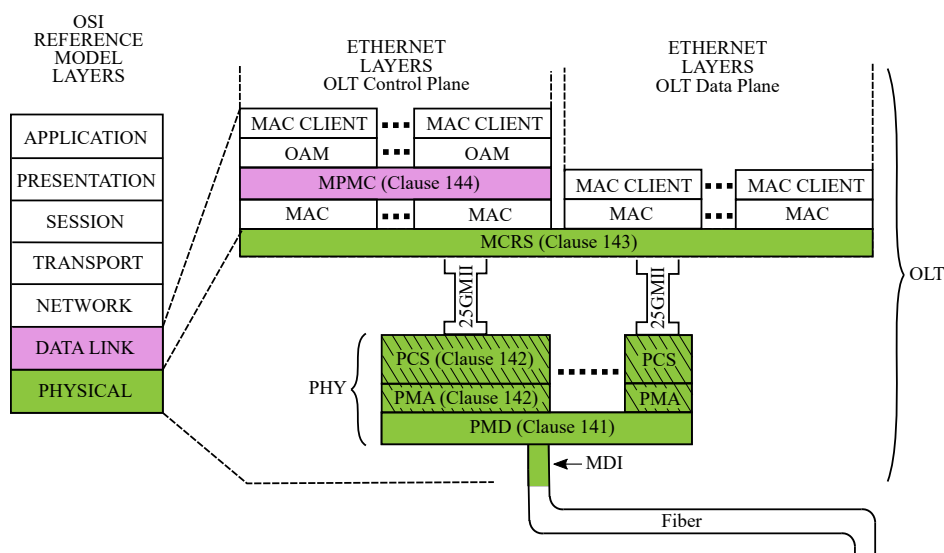 OSI
REFERENCE
MODEL
LAYERS
ETHERNET
LAYERS
OLT Control Plane
ETHERNET
LAYERS
OLT Data Plane
APPLICATION
PRESENTATION
SESSION
TRANSPORT
NETWORK
DATA LINK
PHYSICAL
MAC CLIENT
MAC CLIENT
OAM
OAM
MPMC (Clause 144)
MAC
MAC
MAC CLIENT
MAC CLIENT
MAC
MAC
MCRS (Clause 143)
OLT
25GMII
25GMII
PHY
PCS (Clause 142)
PCS
PMA (Clause 142)
PMA
PMD (Clause 141)
MDI
Fiber